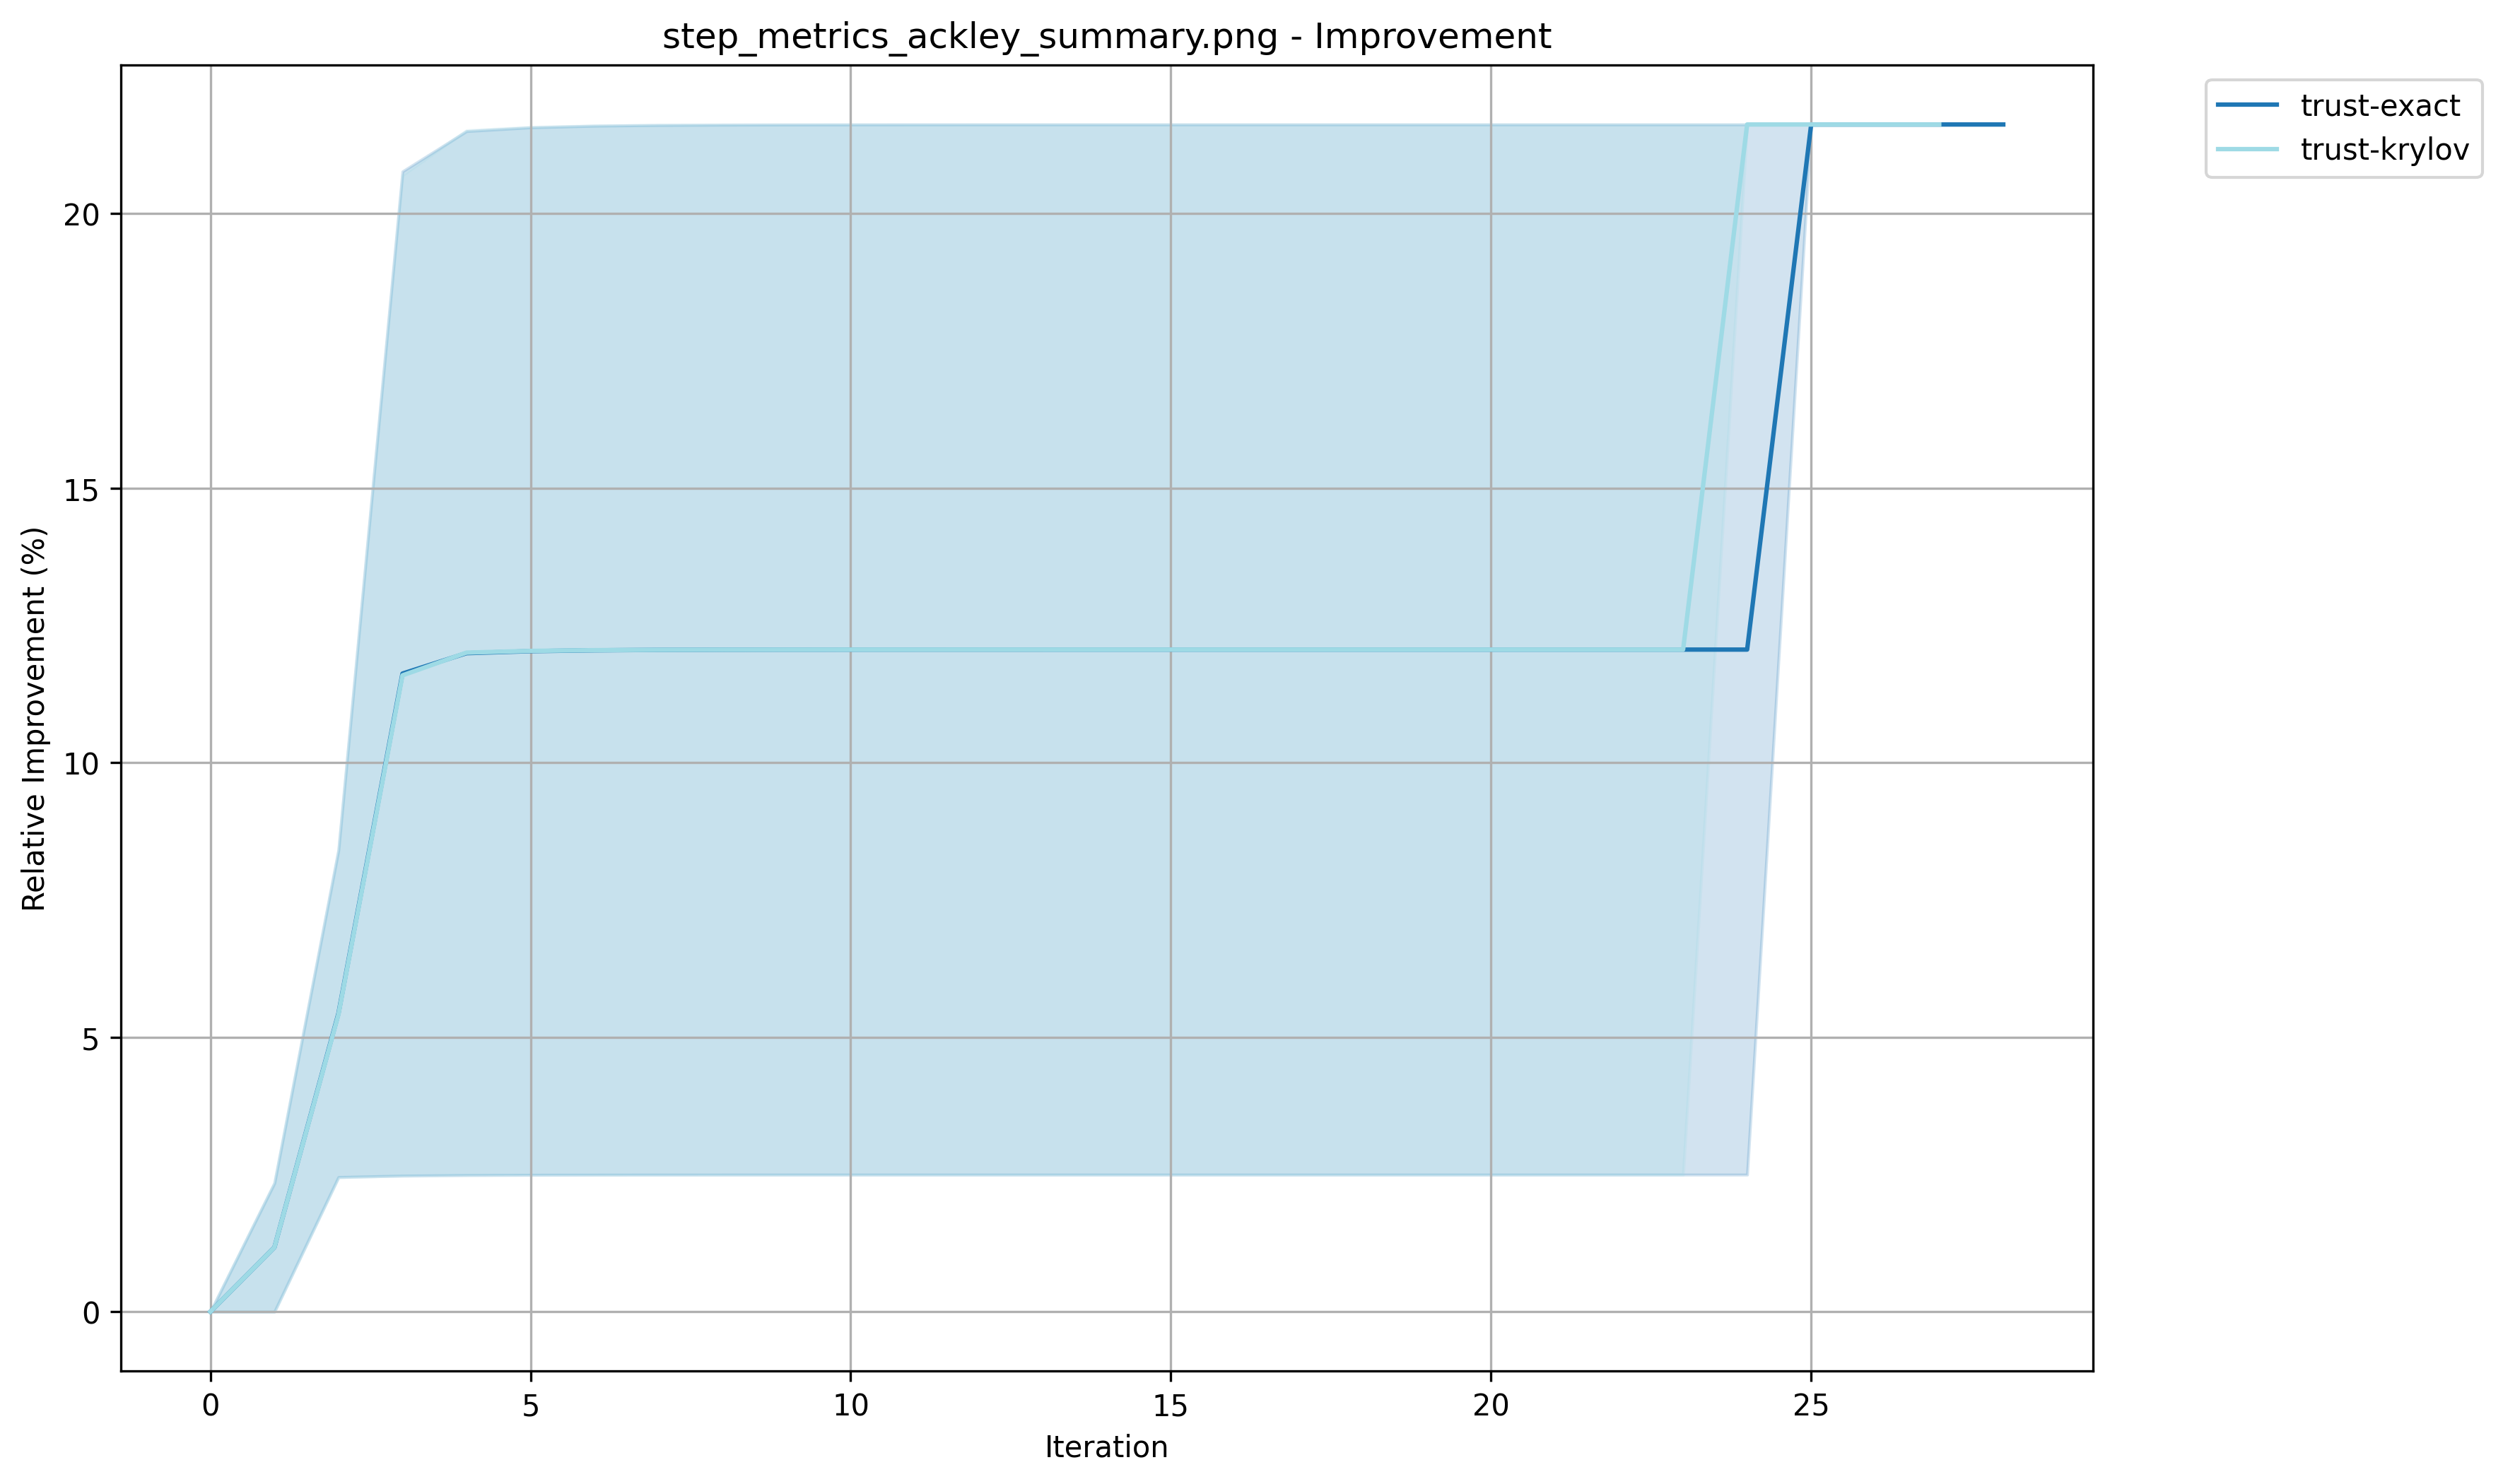 step_metrics_ackley_summary.png - Improvement
trust-exact
trust-krylov
Relative Improvement (%)
20
15
10
5
0
0 5 10 15 20 25
Iteration